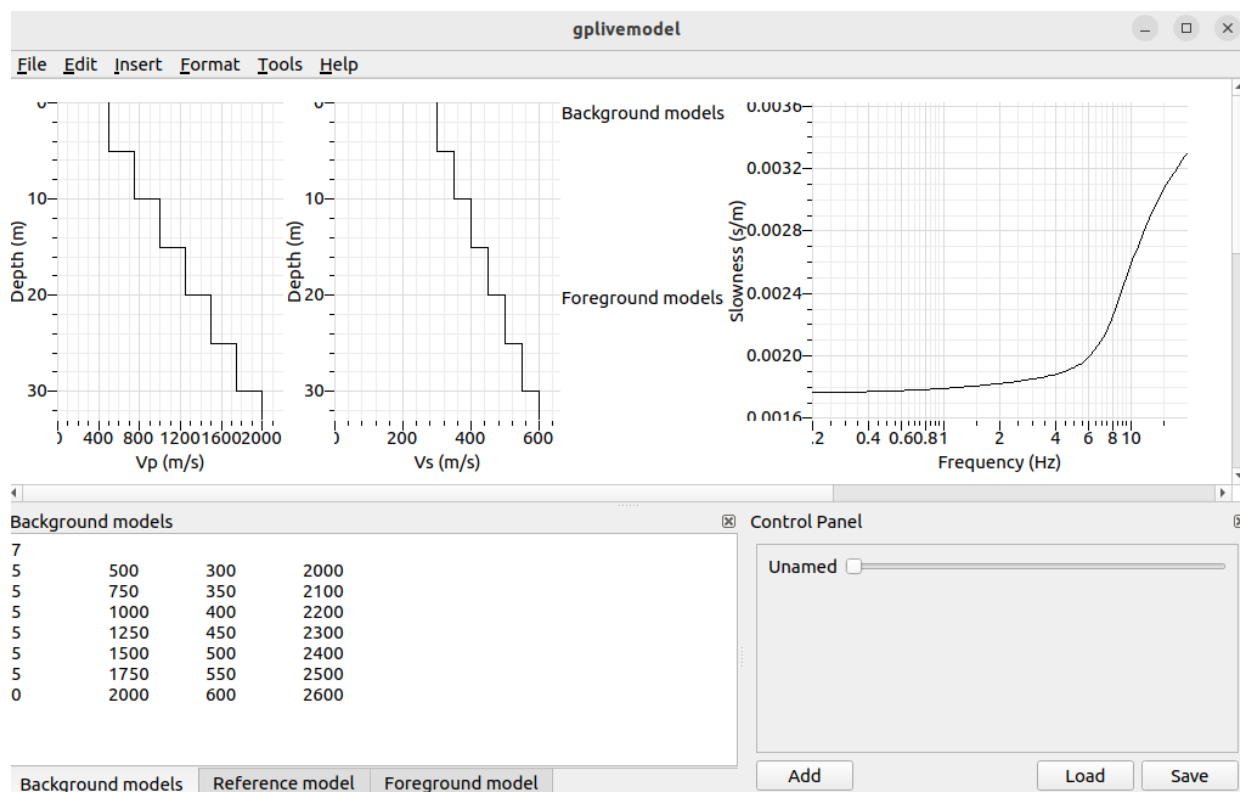 gplivemodel
File Edit Insert Format Tools Help
0
10
20
30
Depth (m)
0 400 800 1200 1600 2000
Vp (m/s)
0
10
20
30
Depth (m)
0 200 400 600
Vs (m/s)
Background models
Foreground models
0.0036
0.0032
0.0028
0.0024
0.0020
0.0016
Slowness (s/m)
.2 0.4 0.6 0.8 1 2 4 6 8 10
Frequency (Hz)
Background models
7
5 500 300 2000
5 750 350 2100
5 1000 400 2200
5 1250 450 2300
5 1500 500 2400
5 1750 550 2500
0 2000 600 2600
Background models Reference model Foreground model
Control Panel
Unamed
Add Load Save